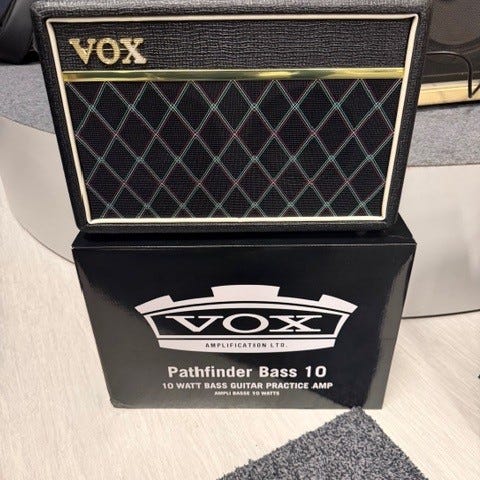 VOX
VOX
AMPLIFICATION LTD.
Pathfinder Bass 10
10 WATT BASS GUITAR PRACTICE AMP
AMPLI BASSE 10 WATTS